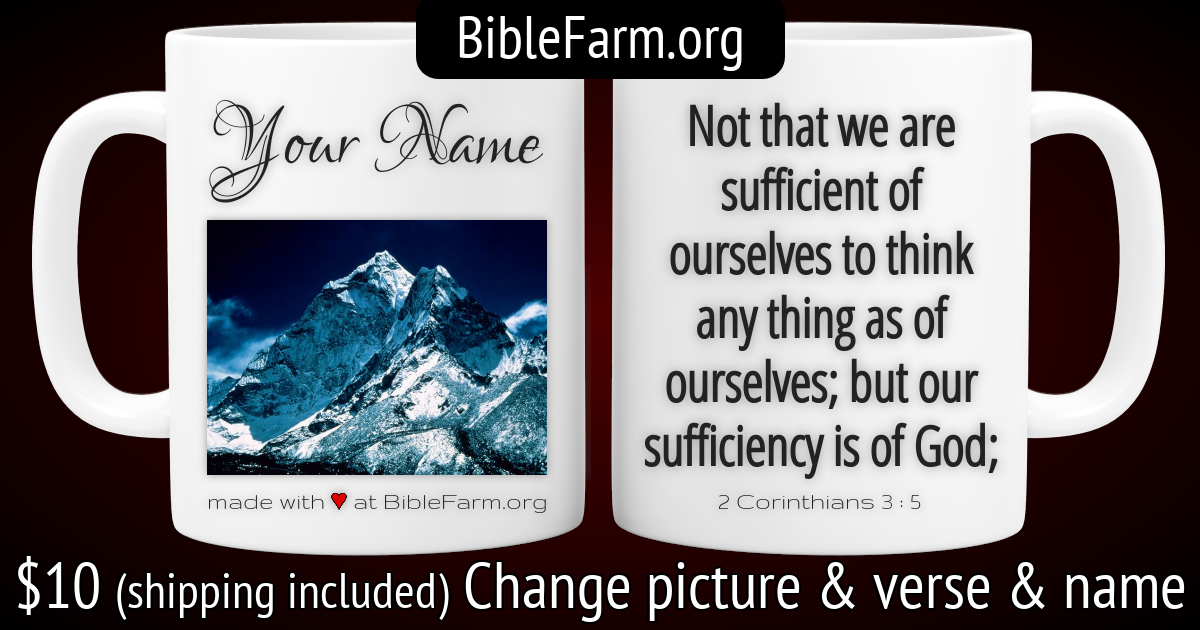 BibleFarm.org
Your Name
made with ♥ at BibleFarm.org
Not that we are
sufficient of
ourselves to think
any thing as of
ourselves; but our
sufficiency is of God;
2 Corinthians 3 : 5
$10 (shipping included) Change picture & verse & name